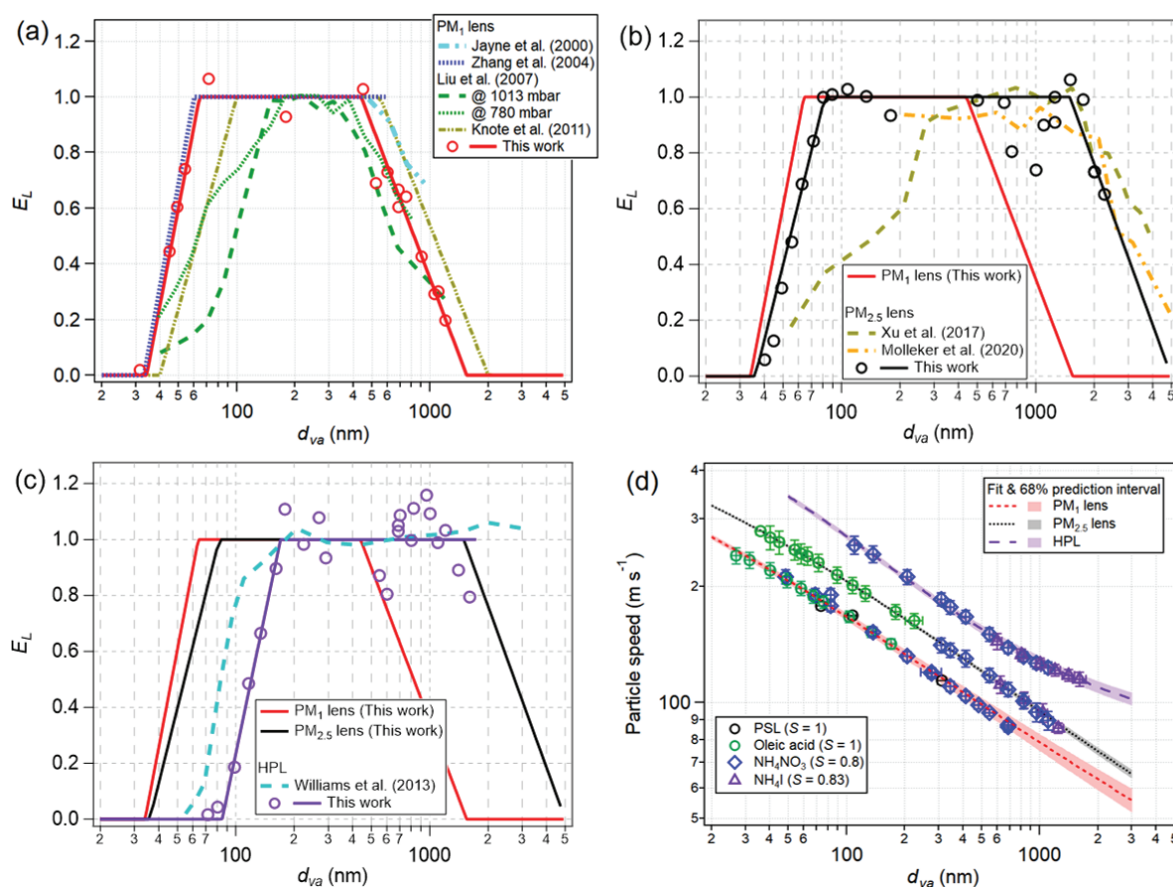 (a)
1.2
1.0
0.8
0.6
0.4
0.2
0.0
E_L
PM₁ lens
Jayne et al. (2000)
Zhang et al. (2004)
Liu et al. (2007)
@ 1013 mbar
@ 780 mbar
Knote et al. (2011)
This work
2 3 4 5 6 7 100 2 3 4 5 6 7 1000 2 3 4 5
d_va (nm)
(b)
1.2
1.0
0.8
0.6
0.4
0.2
0.0
E_L
PM₁ lens (This work)
PM₂.₅ lens
Xu et al. (2017)
Molleker et al. (2020)
This work
2 3 4 5 6 7 100 2 3 4 5 6 7 1000 2 3 4 5
d_va (nm)
(c)
1.2
1.0
0.8
0.6
0.4
0.2
0.0
E_L
PM₁ lens (This work)
PM₂.₅ lens (This work)
HPL
Williams et al. (2013)
This work
2 3 4 5 6 7 100 2 3 4 5 6 7 1000 2 3 4 5
d_va (nm)
(d)
4
3
2
100
9
8
7
6
5
Particle speed (m s⁻¹)
Fit & 68% prediction interval
PM₁ lens
PM₂.₅ lens
HPL
PSL (S = 1)
Oleic acid (S = 1)
NH₄NO₃ (S = 0.8)
NH₄I (S = 0.83)
2 3 4 5 6 7 100 2 3 4 5 6 7 1000 2 3 4 5
d_va (nm)